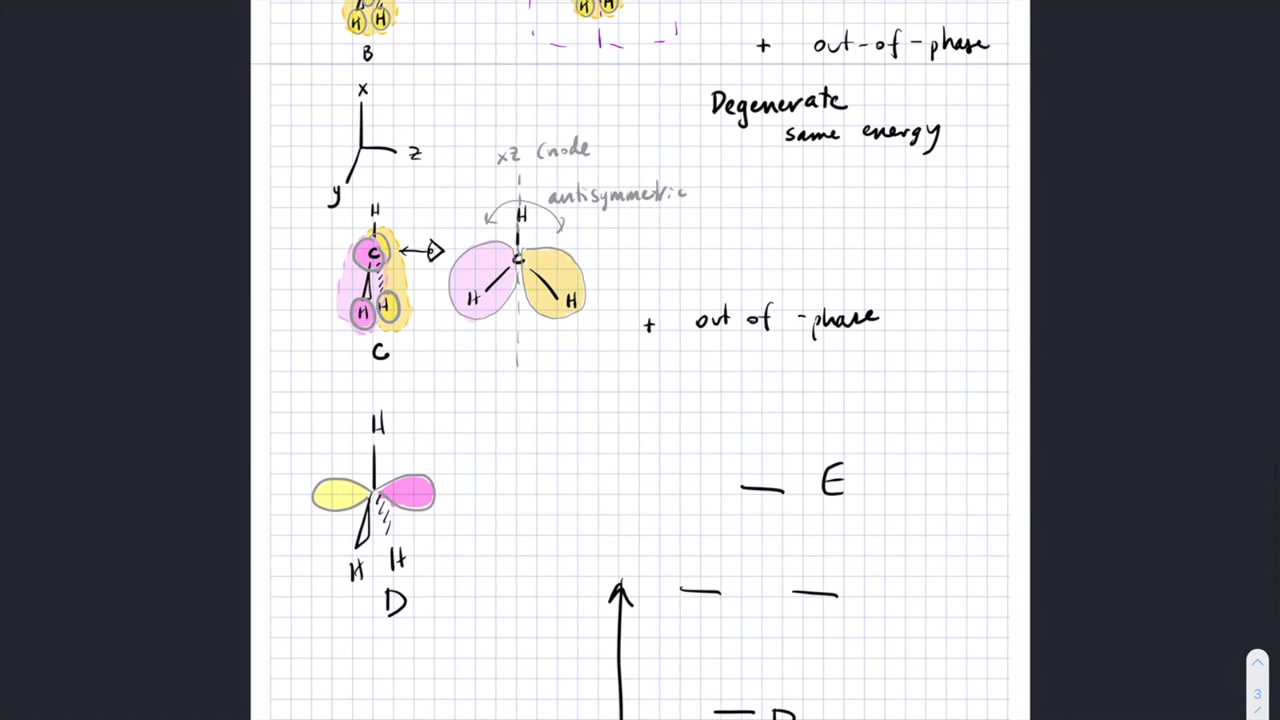 H H
B
+ out-of-phase
x
z
y
Degenerate
same energy
xz (node
antisymmetric
H
H
C
C
H H
H
H
C
+ out of -phase
H
H H
D
E